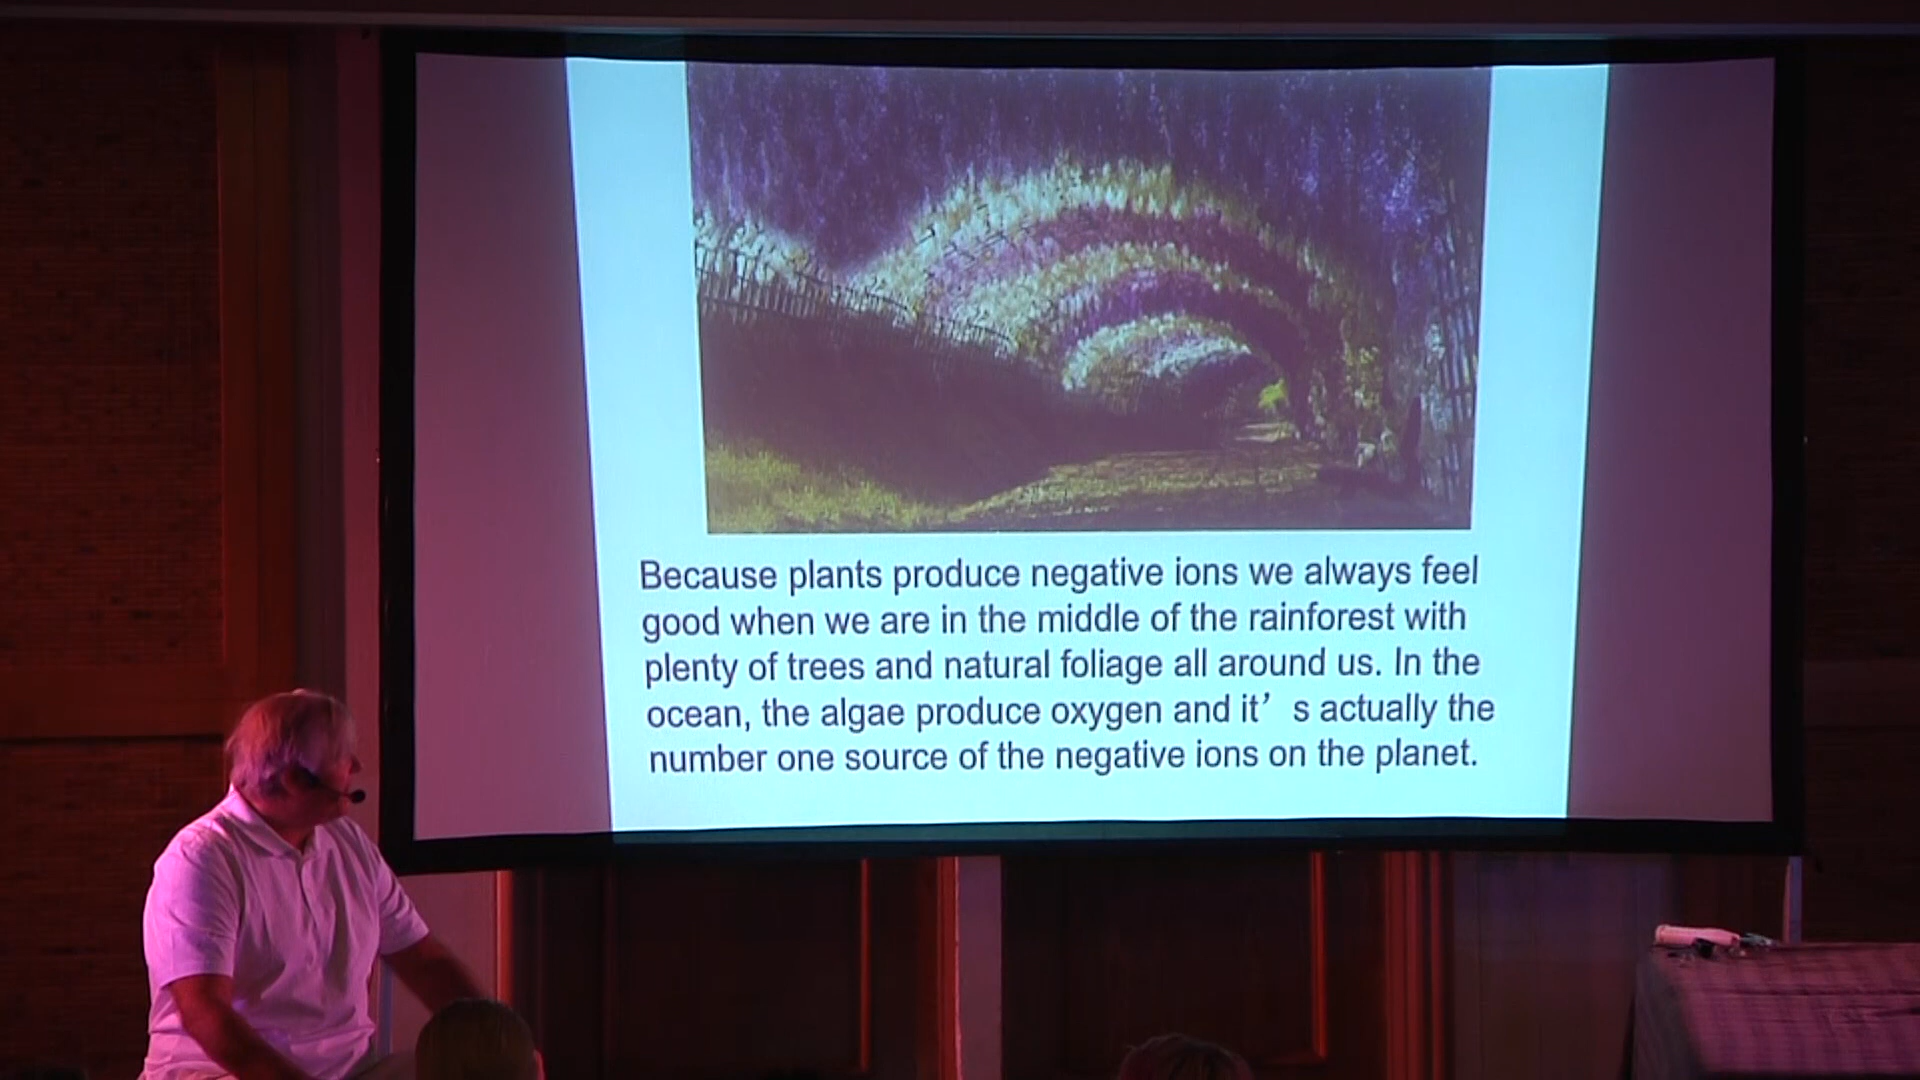 Because plants produce negative ions we always feel
good when we are in the middle of the rainforest with
plenty of trees and natural foliage all around us. In the
ocean, the algae produce oxygen and it’ s actually the
number one source of the negative ions on the planet.